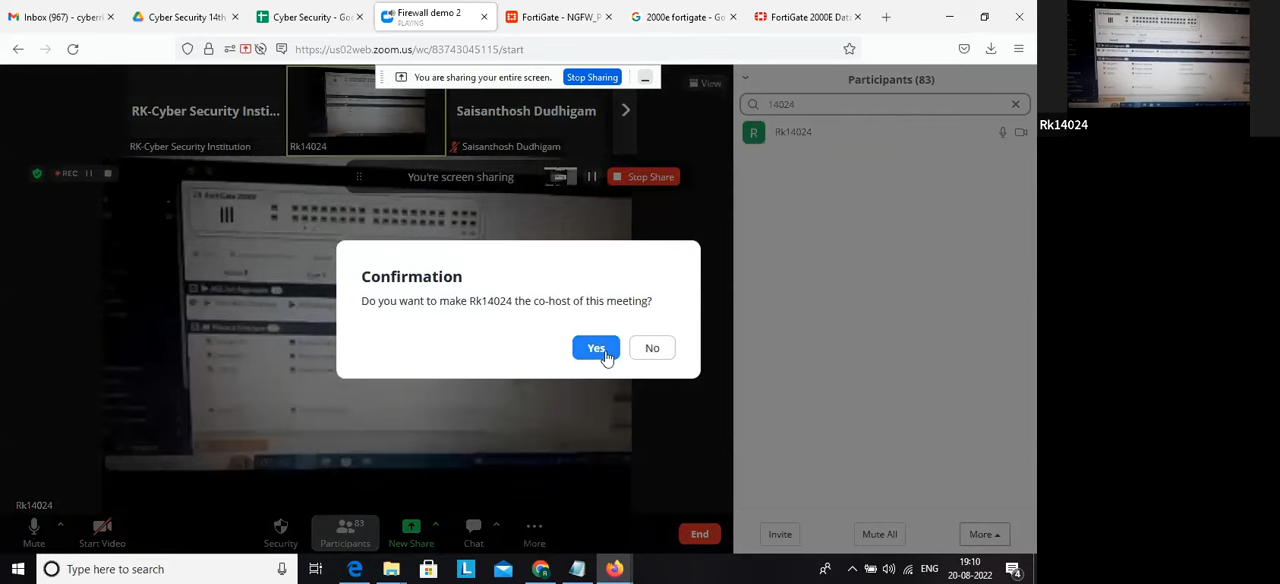 Inbox (967) - cyberri
Cyber Security 14th
Cyber Security - Goo
Firewall demo 2
PLAYING
FortiGate - NGFW_P
2000e fortigate - Go
FortiGate 2000E Dat
https://us02web.zoom.us/wc/83743045115/start
You are sharing your entire screen.
Stop Sharing
View
Participants (83)
RK-Cyber Security Insti...
Saisanthosh Dudhigam
14024
R
Rk14024
RK-Cyber Security Institution
Rk14024
Saisanthosh Dudhigam
Rk14024
REC
You're screen sharing
Stop Share
Confirmation
Do you want to make Rk14024 the co-host of this meeting?
Yes
No
Rk14024
83
Mute
Start Video
Security
Participants
New Share
Chat
More
End
Invite
Mute All
More
Type here to search
L
ENG
19:10
20-08-2022
4